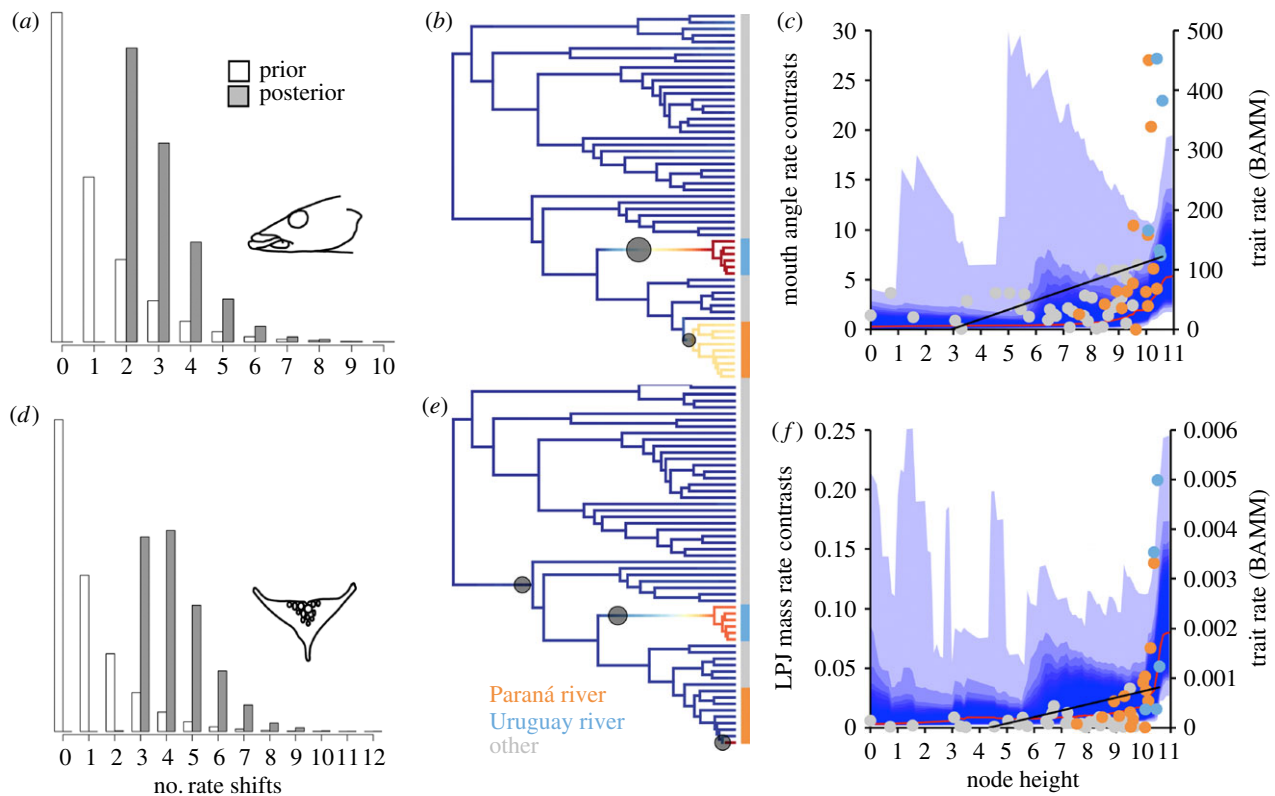 (a)
prior
posterior
0 1 2 3 4 5 6 7 8 9 10
(b)
(c)
mouth angle rate contrasts
30
25
20
15
10
5
0
500
400
300
200
100
0
trait rate (BAMM)
0 1 2 3 4 5 6 7 8 9 10 11
(d)
0 1 2 3 4 5 6 7 8 9 10 11 12
no. rate shifts
(e)
Paraná river
Uruguay river
other
(f)
LPJ mass rate contrasts
0.25
0.20
0.15
0.10
0.05
0
0.006
0.005
0.004
0.003
0.002
0.001
0
trait rate (BAMM)
0 1 2 3 4 5 6 7 8 9 10 11
node height